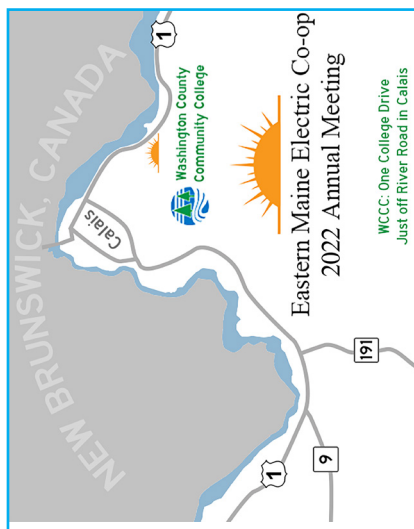 NEW BRUNSWICK, CANADA
1
Calais
Washington County
Community College
Eastern Maine Electric Co-op
2022 Annual Meeting
WCCC: One College Drive
Just off River Road in Calais
1
9
191